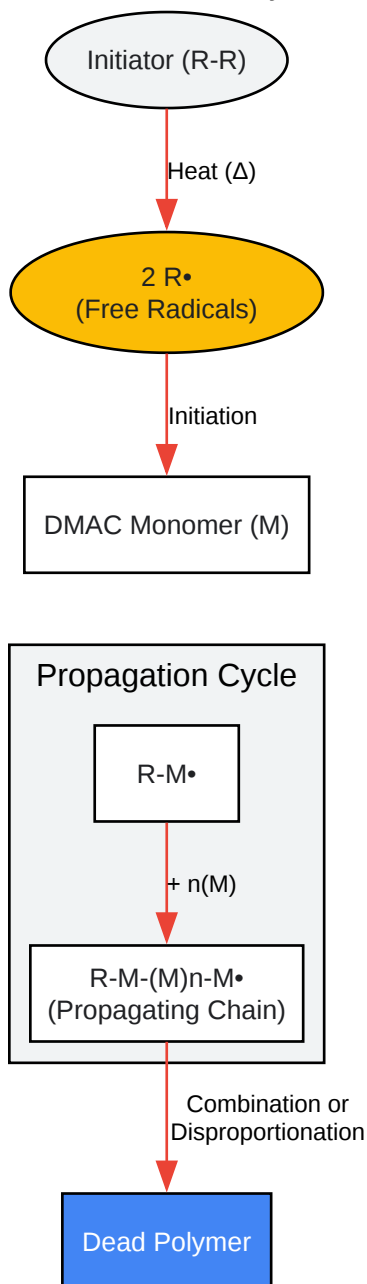 Initiator (R-R)
Heat (Δ)
2 R•
(Free Radicals)
Initiation
DMAC Monomer (M)
Propagation Cycle
R-M•
+ n(M)
R-M-(M)n-M•
(Propagating Chain)
Combination or
Disproportionation
Dead Polymer